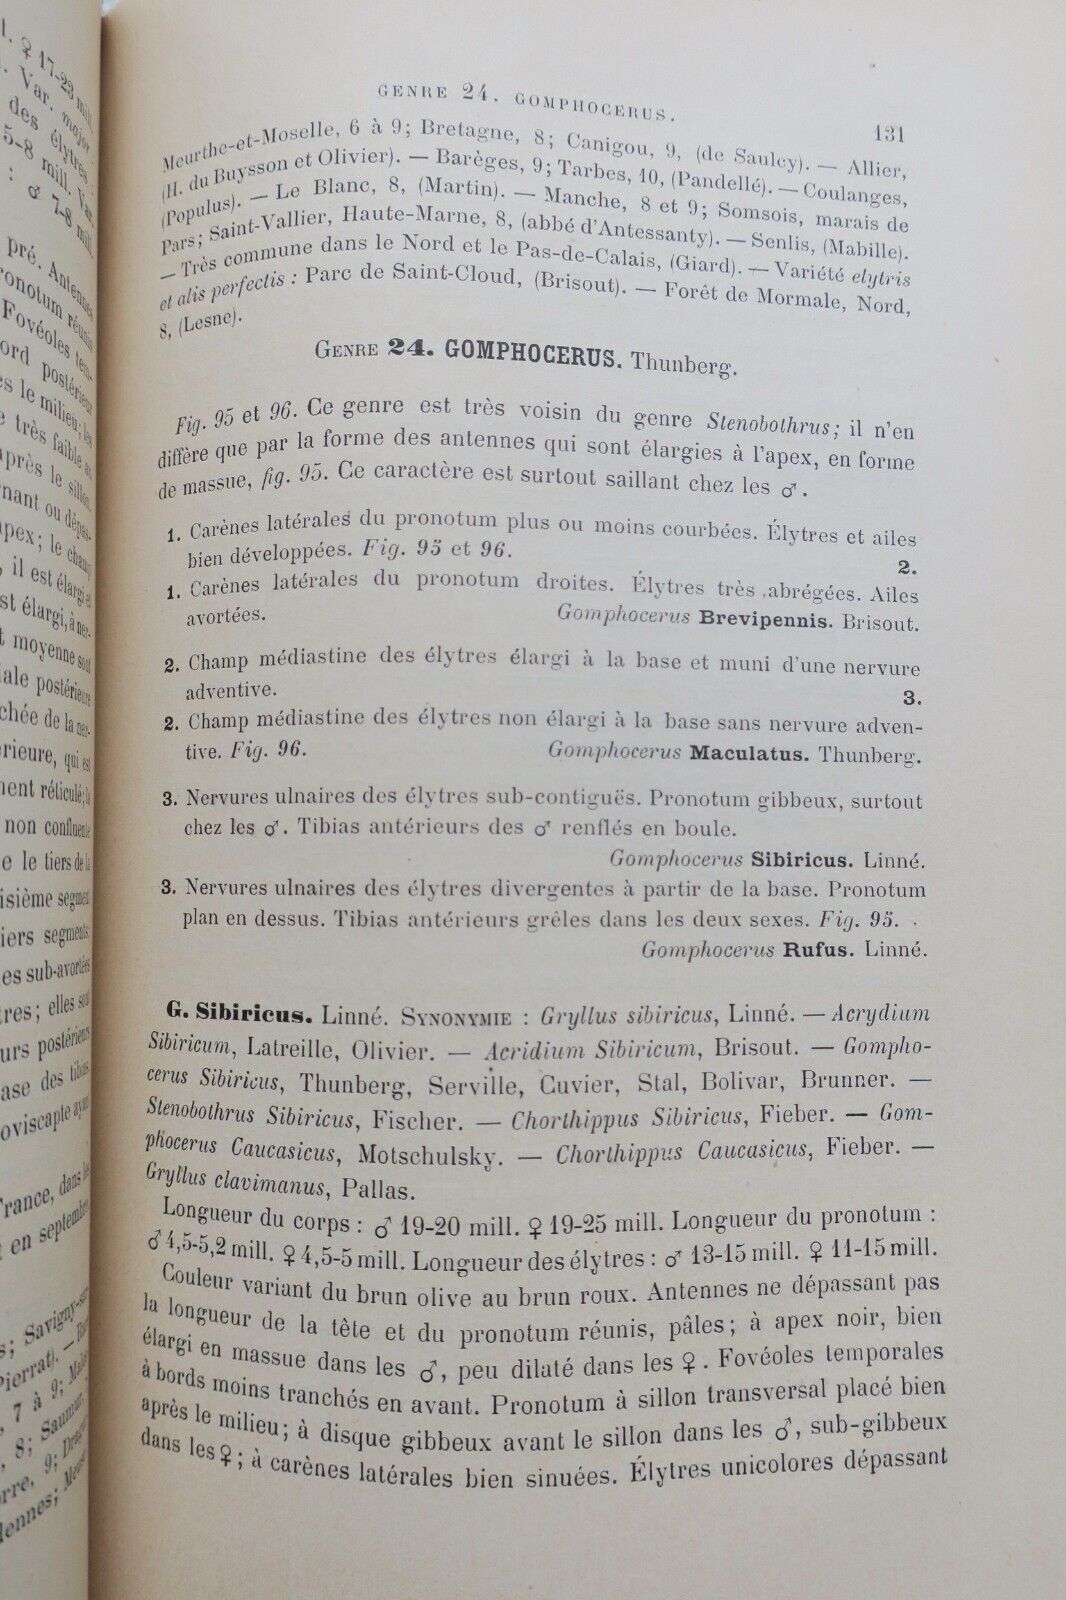 GENRE 24. GOMPHOCERUS. 131
Meurthe-et-Moselle, 6 à 9; Bretagne, 8; Canigou, 9, (de Saulcy). — Allier,
(H. du Buysson et Olivier). — Barèges, 9; Tarbes, 10, (Pandellé). — Coulanges,
(Populus). — Le Blanc, 8, (Martin). — Manche, 8 et 9; Somsois, marais de
Pars; Saint-Vallier, Haute-Marne, 8, (abbé d'Antessanty). — Senlis, (Mabille).
— Très commune dans le Nord et le Pas-de-Calais, (Giard). — Variété elytris
et alis perfectis : Parc de Saint-Cloud, (Brisout). — Forêt de Mormale, Nord,
8, (Lesne).
GENRE 24. GOMPHOCERUS. Thunberg.
Fig. 95 et 96. Ce genre est très voisin du genre Stenobothrus; il n'en
diffère que par la forme des antennes qui sont élargies à l'apex, en forme
de massue, fig. 95. Ce caractère est surtout saillant chez les ♂.
1. Carènes latérales du pronotum plus ou moins courbées. Élytres et ailes
bien développées. Fig. 95 et 96. 2.
1. Carènes latérales du pronotum droites. Élytres très abrégées. Ailes
avortées. Gomphocerus Brevipennis. Brisout.
2. Champ médiastine des élytres élargi à la base et muni d'une nervure
adventive. 3.
2. Champ médiastine des élytres non élargi à la base sans nervure adven-
tive. Fig. 96. Gomphocerus Maculatus. Thunberg.
3. Nervures ulnaires des élytres sub-contiguës. Pronotum gibbeux, surtout
chez les ♂. Tibias antérieurs des ♂ renflés en boule.
Gomphocerus Sibiricus. Linné.
3. Nervures ulnaires des élytres divergentes à partir de la base. Pronotum
plan en dessus. Tibias antérieurs grêles dans les deux sexes. Fig. 95.
Gomphocerus Rufus. Linné.
G. Sibiricus. Linné. SYNONYMIE : Gryllus sibiricus, Linné. — Acrydium
Sibiricum, Latreille, Olivier. — Acridium Sibiricum, Brisout. — Gompho-
cerus Sibiricus, Thunberg, Serville, Cuvier, Stal, Bolivar, Brunner. —
Stenobothrus Sibiricus, Fischer. — Chorthippus Sibiricus, Fieber. — Gom-
phocerus Caucasicus, Motschulsky. — Chorthippus Caucasicus, Fieber. —
Gryllus clavimanus, Pallas.
Longueur du corps : ♂ 19-20 mill. ♀ 19-25 mill. Longueur du pronotum :
♂ 4,5-5,2 mill. ♀ 4,5-5 mill. Longueur des élytres : ♂ 13-15 mill. ♀ 11-15 mill.
Couleur variant du brun olive au brun roux. Antennes ne dépassant pas
la longueur de la tête et du pronotum réunis, pâles; à apex noir, bien
élargi en massue dans les ♂, peu dilaté dans les ♀. Fovéoles temporales
à bords moins tranchés en avant. Pronotum à sillon transversal placé bien
après le milieu; à disque gibbeux avant le sillon dans les ♂, sub-gibbeux
dans les ♀; à carènes latérales bien sinuées. Élytres unicolores dépassant